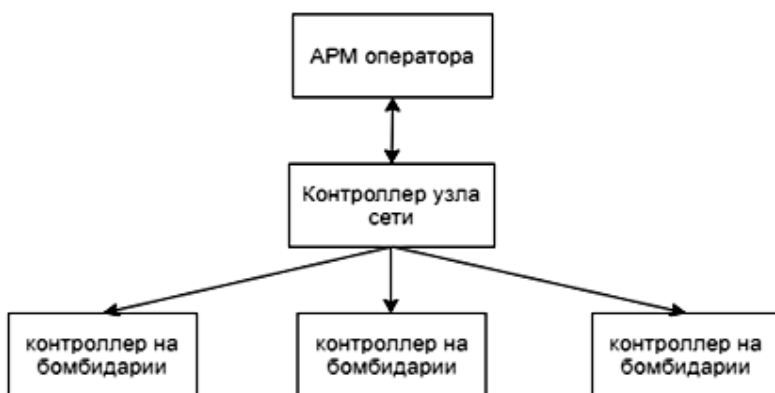 АРМ оператора
Контроллер узла
сети
контроллер на
бомбидарии
контроллер на
бомбидарии
контроллер на
бомбидарии